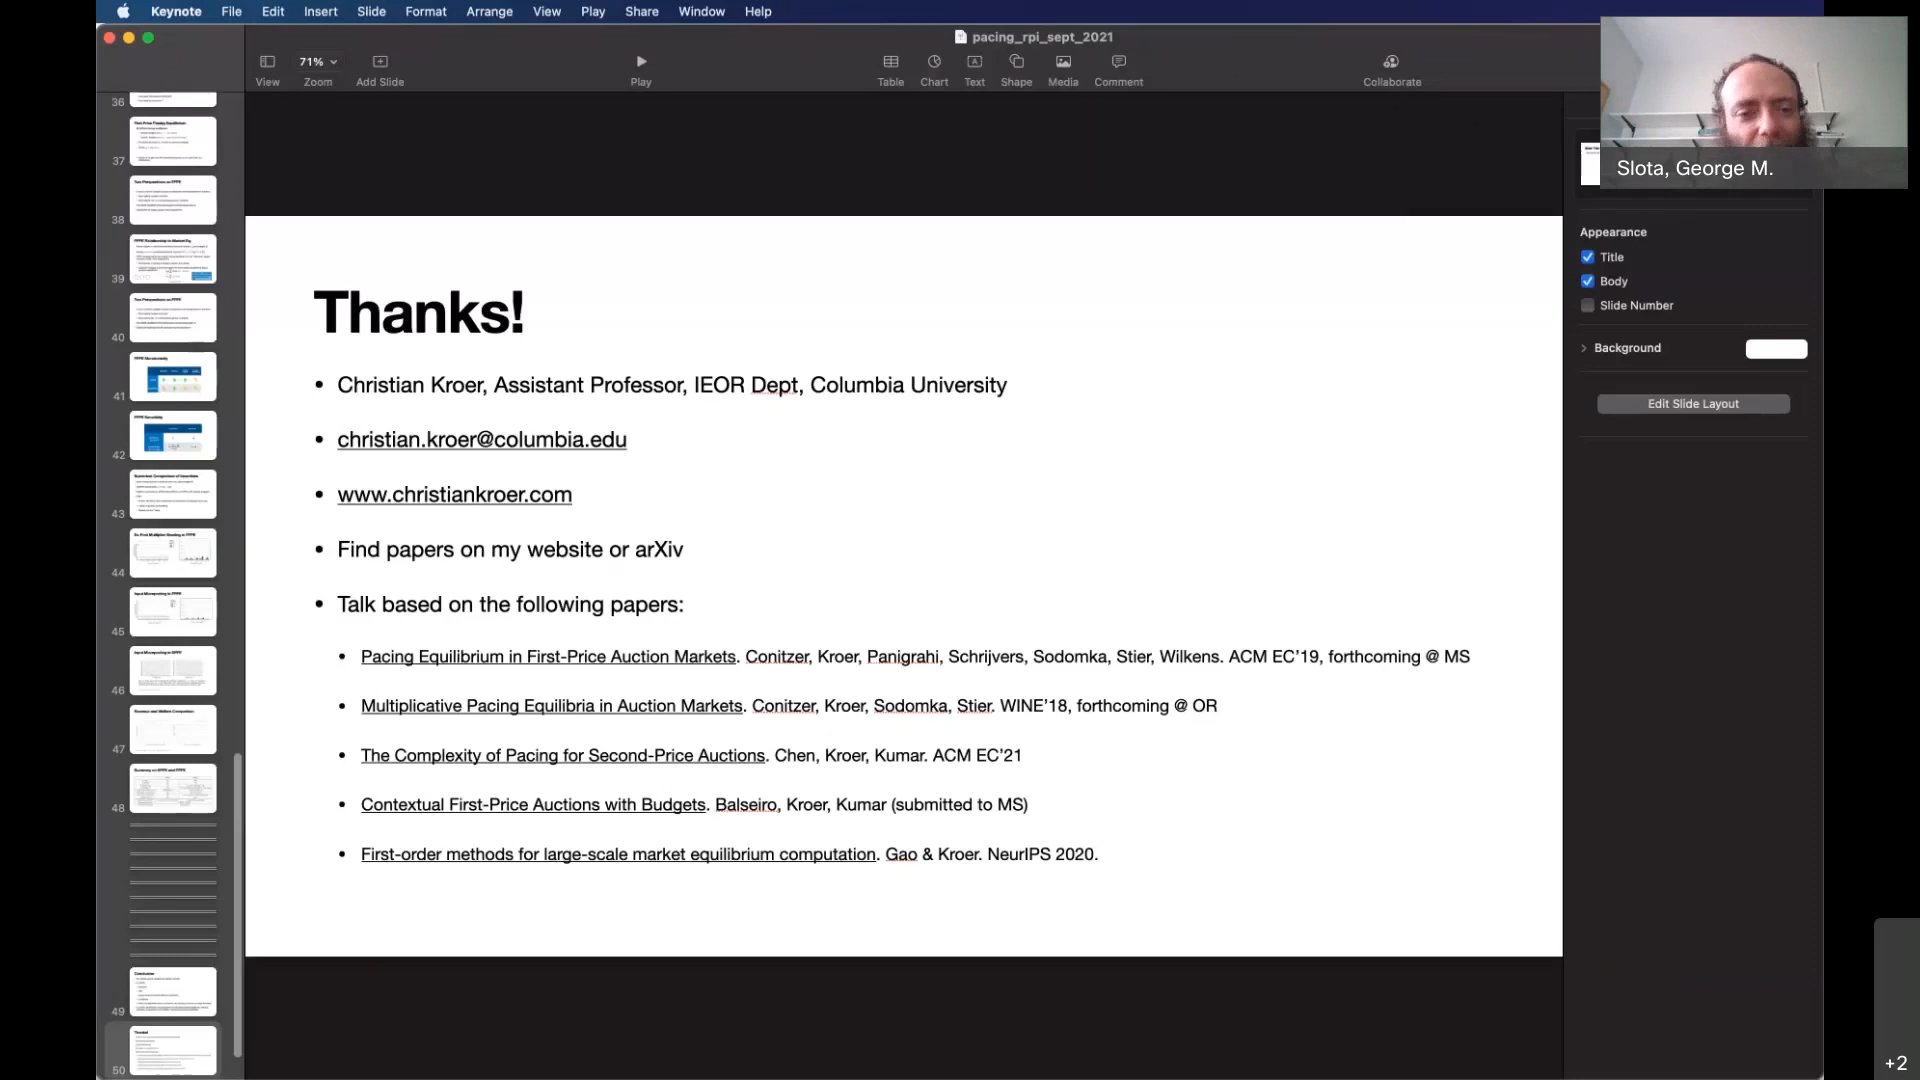 Keynote File Edit Insert Slide Format Arrange View Play Share Window Help
pacing_rpi_sept_2021
71%
View Zoom Add Slide Play Table Chart Text Shape Media Comment Collaborate
Slota, George M.
36
First Price Pacing Equilibrium
37
38
39
40
41
42
43
44
45
46
47
48
Conclusion
49
Thanks!
50
Thanks!
• Christian Kroer, Assistant Professor, IEOR Dept, Columbia University
• christian.kroer@columbia.edu
• www.christiankroer.com
• Find papers on my website or arXiv
• Talk based on the following papers:
• Pacing Equilibrium in First-Price Auction Markets. Conitzer, Kroer, Panigrahi, Schrijvers, Sodomka, Stier, Wilkens. ACM EC’19, forthcoming @ MS
• Multiplicative Pacing Equilibria in Auction Markets. Conitzer, Kroer, Sodomka, Stier. WINE’18, forthcoming @ OR
• The Complexity of Pacing for Second-Price Auctions. Chen, Kroer, Kumar. ACM EC’21
• Contextual First-Price Auctions with Budgets. Balseiro, Kroer, Kumar (submitted to MS)
• First-order methods for large-scale market equilibrium computation. Gao & Kroer. NeurIPS 2020.
Appearance
Title
Body
Slide Number
Background
Edit Slide Layout
+2